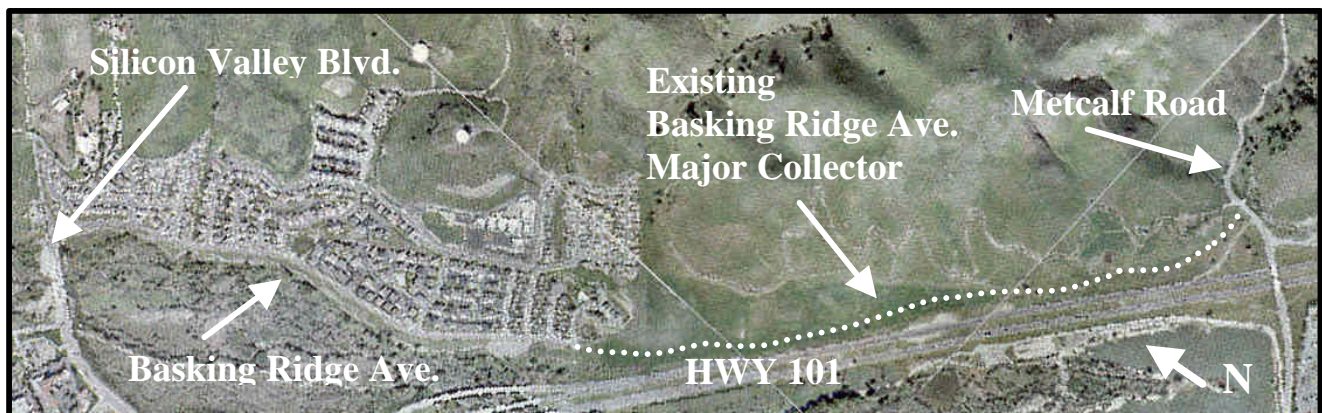 Silicon Valley Blvd.
Existing
Basking Ridge Ave.
Major Collector
Metcalf Road
Basking Ridge Ave.
HWY 101
N